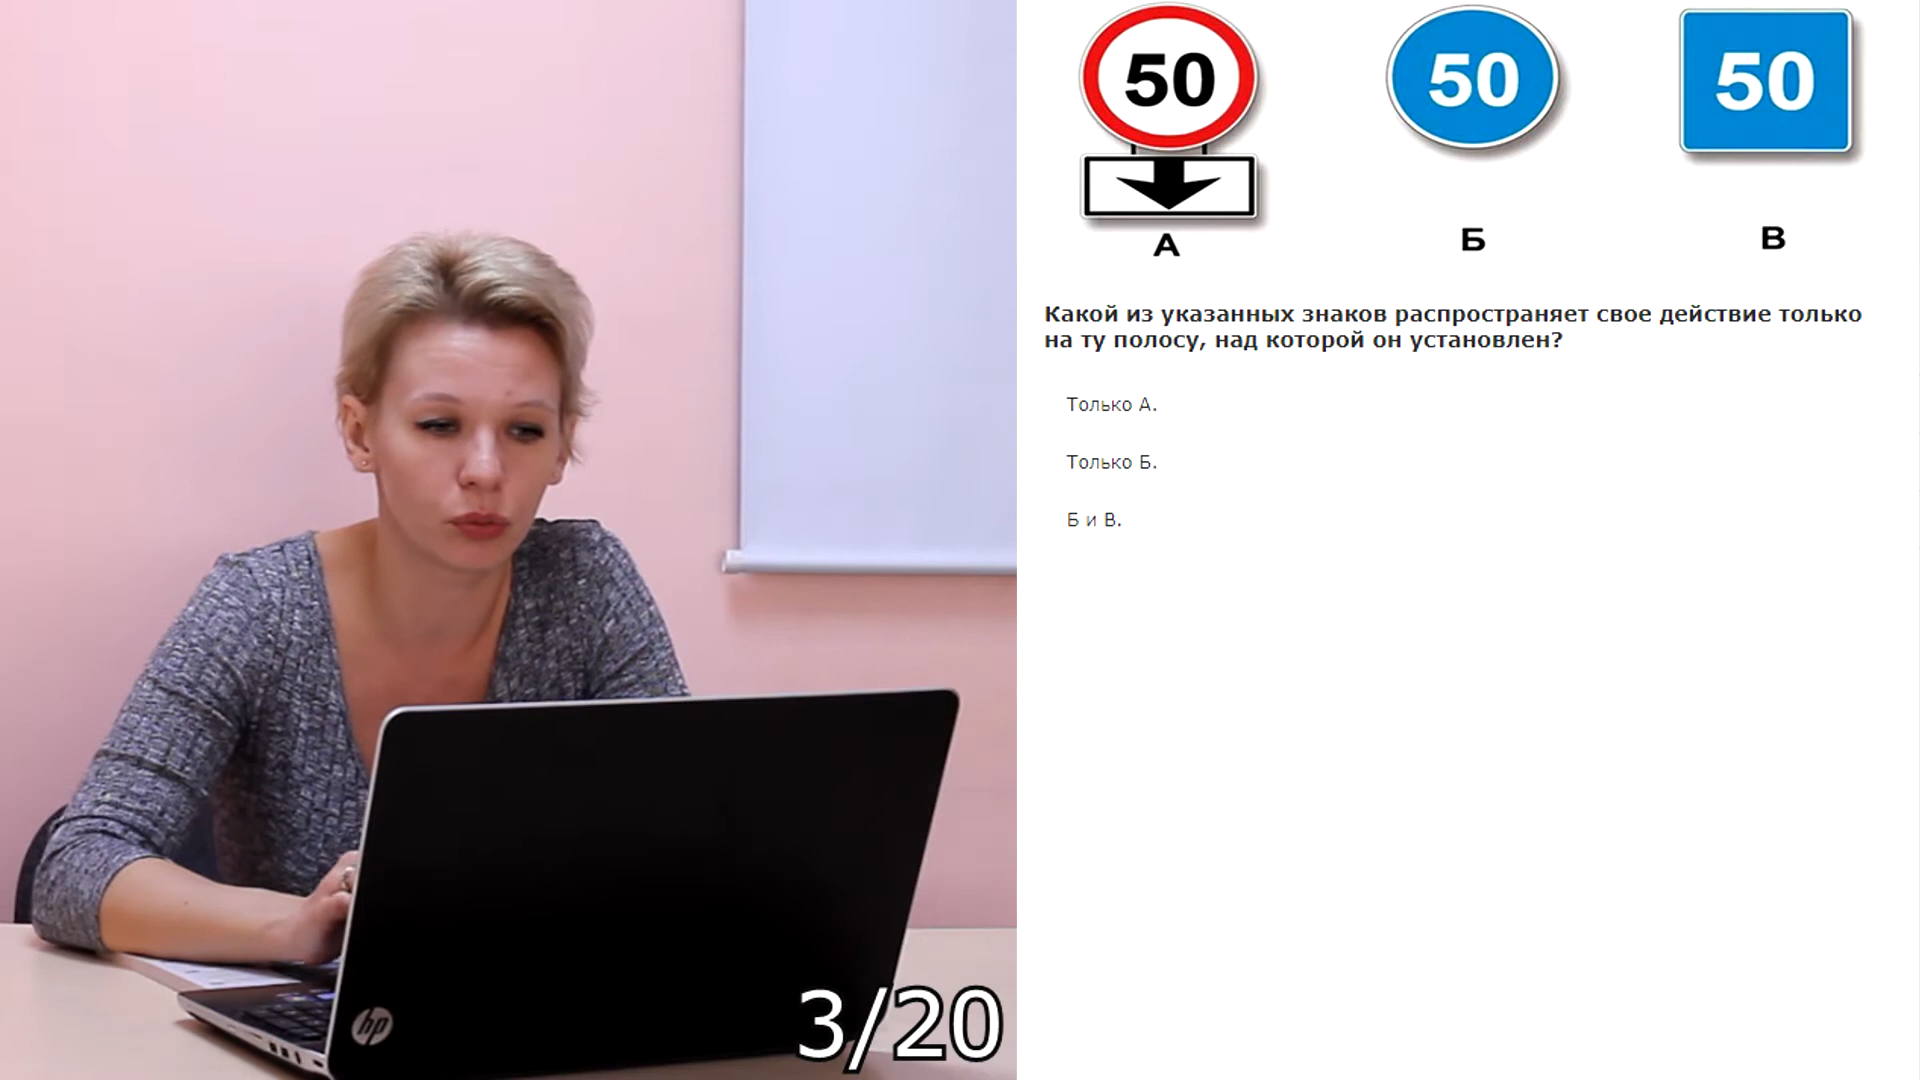 50
50
50
А
Б
В
Какой из указанных знаков распространяет свое действие только
на ту полосу, над которой он установлен?
Только А.
Только Б.
Б и В.
hp
3/20